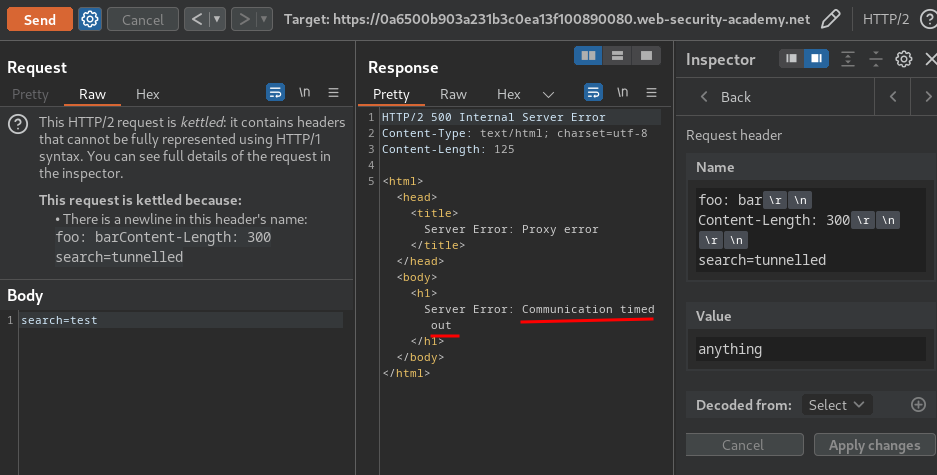 Send Cancel < > Target: https://0a6500b903a231b3c0ea13f100890080.web-security-academy.net HTTP/2 ?
Request
Pretty Raw Hex \n
This HTTP/2 request is kettled: it contains headers
that cannot be fully represented using HTTP/1
syntax. You can see full details of the request in
the inspector.
This request is kettled because:
• There is a newline in this header's name:
foo: barContent-Length: 300
search=tunnelled
Body
1 search=test
Response
Pretty Raw Hex \n
1 HTTP/2 500 Internal Server Error
2 Content-Type: text/html; charset=utf-8
3 Content-Length: 125
4
5 <html>
<head>
<title>
Server Error: Proxy error
</title>
</head>
<body>
<h1>
Server Error: Communication timed
out
</h1>
</body>
</html>
Inspector
Back
Request header
Name
foo: bar\r\n
Content-Length: 300\r\n
\r\n
search=tunnelled
Value
anything
Decoded from: Select
Cancel Apply changes